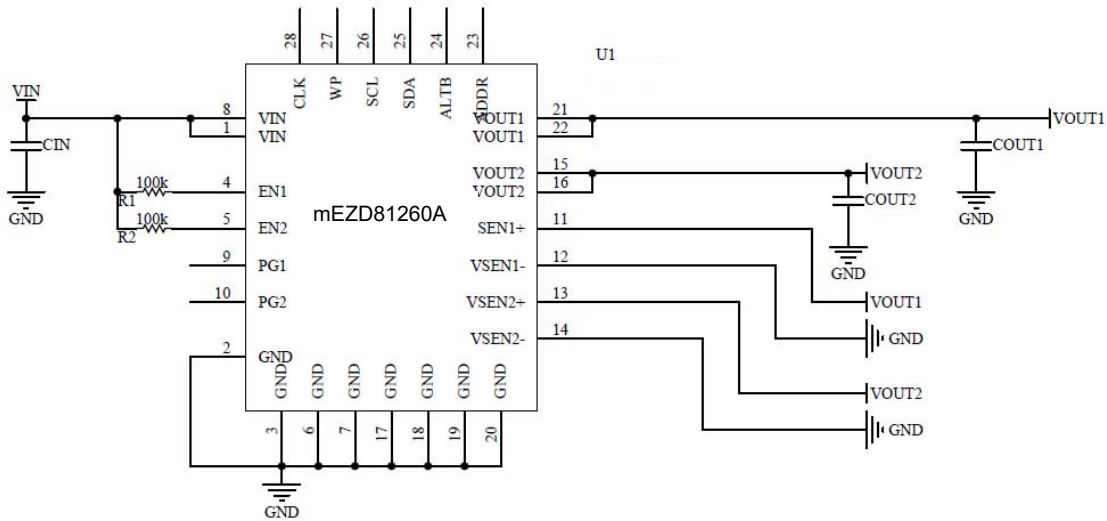 28
27
26
25
24
23
U1
CLK
WP
SCL
SDA
ALTB
ADDR
VIN
8
VIN
VOUT1
21
VOUT1
1
VIN
VOUT1
22
CIN
COUT1
VOUT2
15
VOUT2
100k
4
EN1
VOUT2
16
R1
COUT2
GND
GND
100k
5
EN2
mEZD81260A
SEN1+
11
R2
9
PG1
VSEN1-
12
GND
10
PG2
VSEN2+
13
VOUT1
VSEN2-
14
GND
2
GND
GND
GND
GND
GND
GND
GND
GND
VOUT2
3
6
7
17
18
19
20
GND
GND